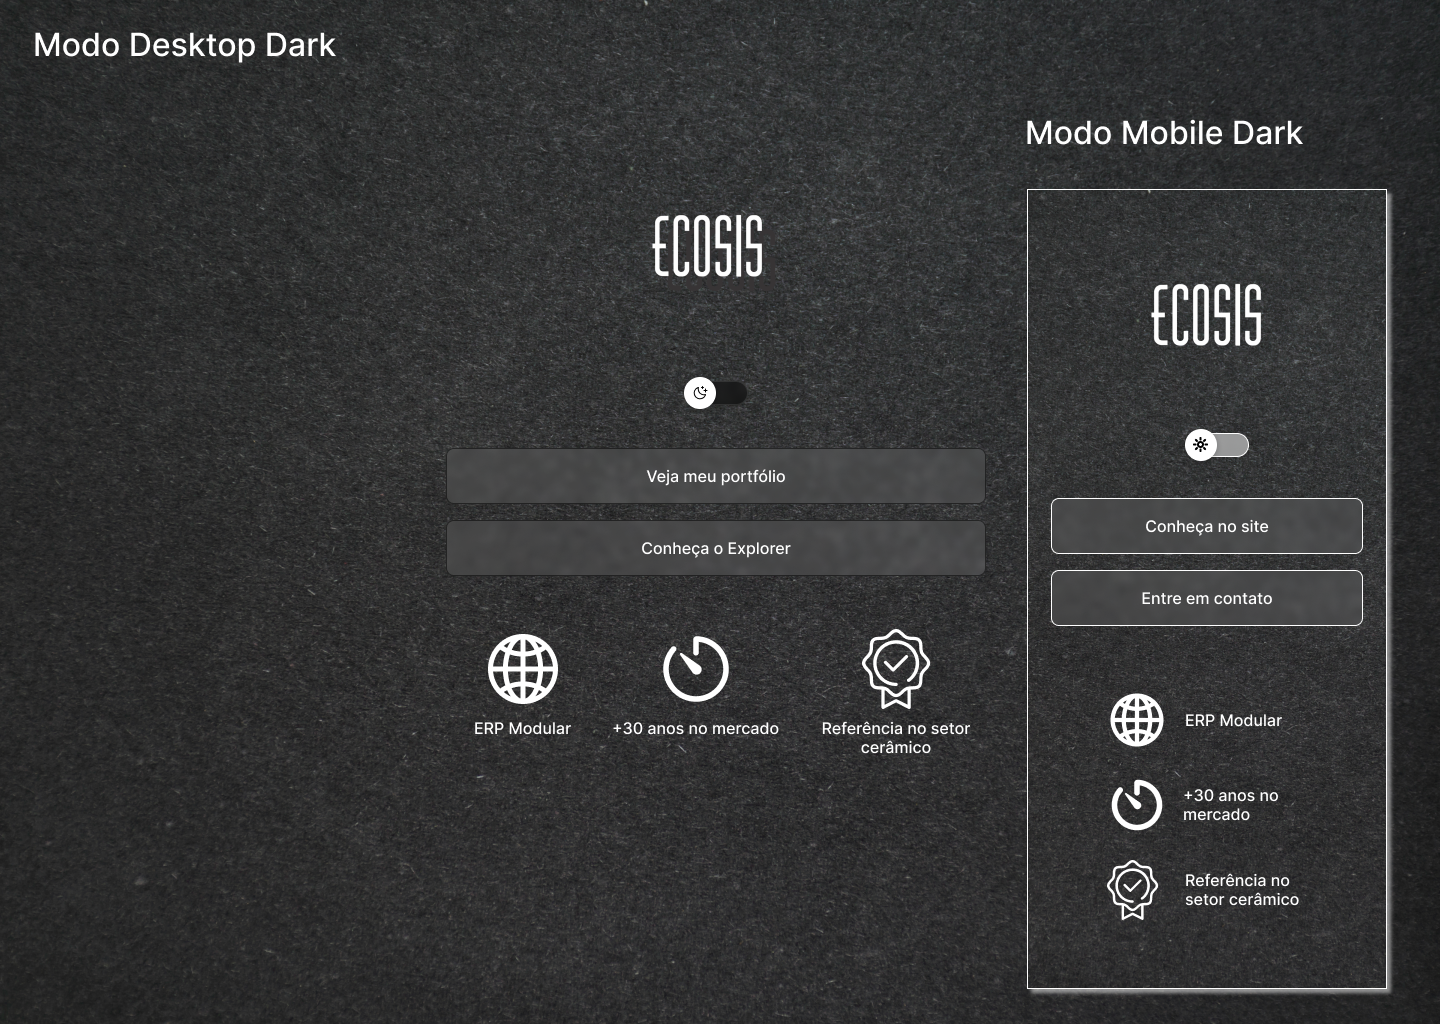 Modo Desktop Dark
ECOSIS
Veja meu portfólio
Conheça o Explorer
ERP Modular
+30 anos no mercado
Referência no setor
cerâmico
Modo Mobile Dark
ECOSIS
Conheça no site
Entre em contato
ERP Modular
+30 anos no
mercado
Referência no
setor cerâmico